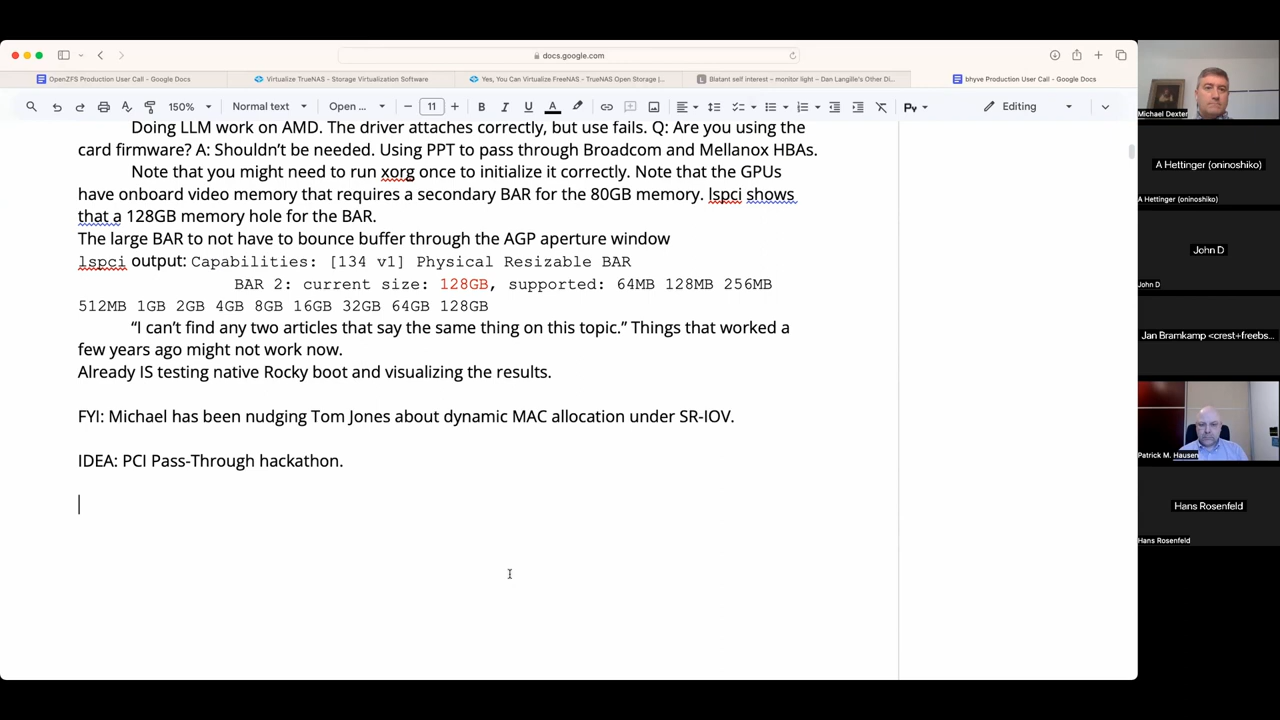 docs.google.com
OpenZFS Production User Call - Google Docs
Virtualize TrueNAS - Storage Virtualization Software
Yes, You Can Virtualize FreeNAS - TrueNAS Open Storage |...
Blatant self interest – monitor light – Dan Langille's Other Di...
bhyve Production User Call - Google Docs
150%
Normal text
Open ...
11
Editing
Doing LLM work on AMD. The driver attaches correctly, but use fails. Q: Are you using the
card firmware? A: Shouldn't be needed. Using PPT to pass through Broadcom and Mellanox HBAs.
Note that you might need to run xorg once to initialize it correctly. Note that the GPUs
have onboard video memory that requires a secondary BAR for the 80GB memory. lspci shows
that a 128GB memory hole for the BAR.
The large BAR to not have to bounce buffer through the AGP aperture window
lspci output: Capabilities: [134 v1] Physical Resizable BAR
BAR 2: current size: 128GB, supported: 64MB 128MB 256MB
512MB 1GB 2GB 4GB 8GB 16GB 32GB 64GB 128GB
“I can't find any two articles that say the same thing on this topic.” Things that worked a
few years ago might not work now.
Already IS testing native Rocky boot and visualizing the results.
FYI: Michael has been nudging Tom Jones about dynamic MAC allocation under SR-IOV.
IDEA: PCI Pass-Through hackathon.
Michael Dexter
A Hettinger (oninoshiko)
A Hettinger (oninoshiko)
John D
John D
Jan Bramkamp <crest+freebs...
Patrick M. Hausen
Hans Rosenfeld
Hans Rosenfeld